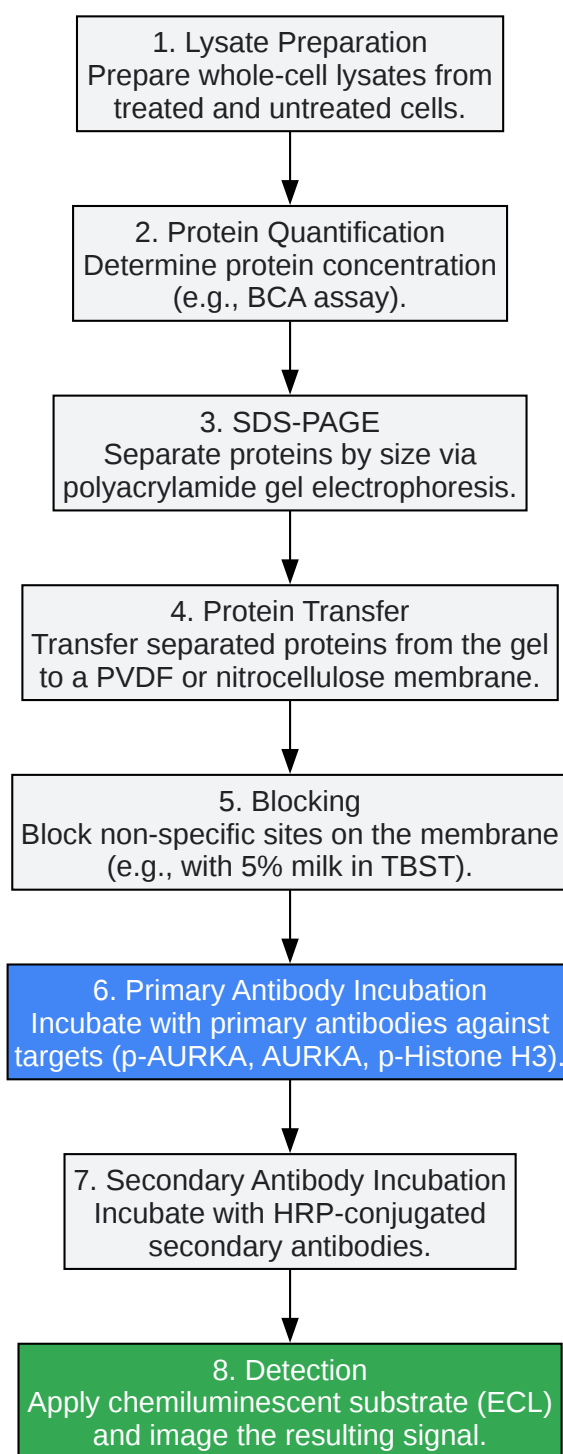 1. Lysate Preparation
Prepare whole-cell lysates from
treated and untreated cells.
2. Protein Quantification
Determine protein concentration
(e.g., BCA assay).
3. SDS-PAGE
Separate proteins by size via
polyacrylamide gel electrophoresis.
4. Protein Transfer
Transfer separated proteins from the gel
to a PVDF or nitrocellulose membrane.
5. Blocking
Block non-specific sites on the membrane
(e.g., with 5% milk in TBST).
6. Primary Antibody Incubation
Incubate with primary antibodies against
targets (p-AURKA, AURKA, p-Histone H3).
7. Secondary Antibody Incubation
Incubate with HRP-conjugated
secondary antibodies.
8. Detection
Apply chemiluminescent substrate (ECL)
and image the resulting signal.